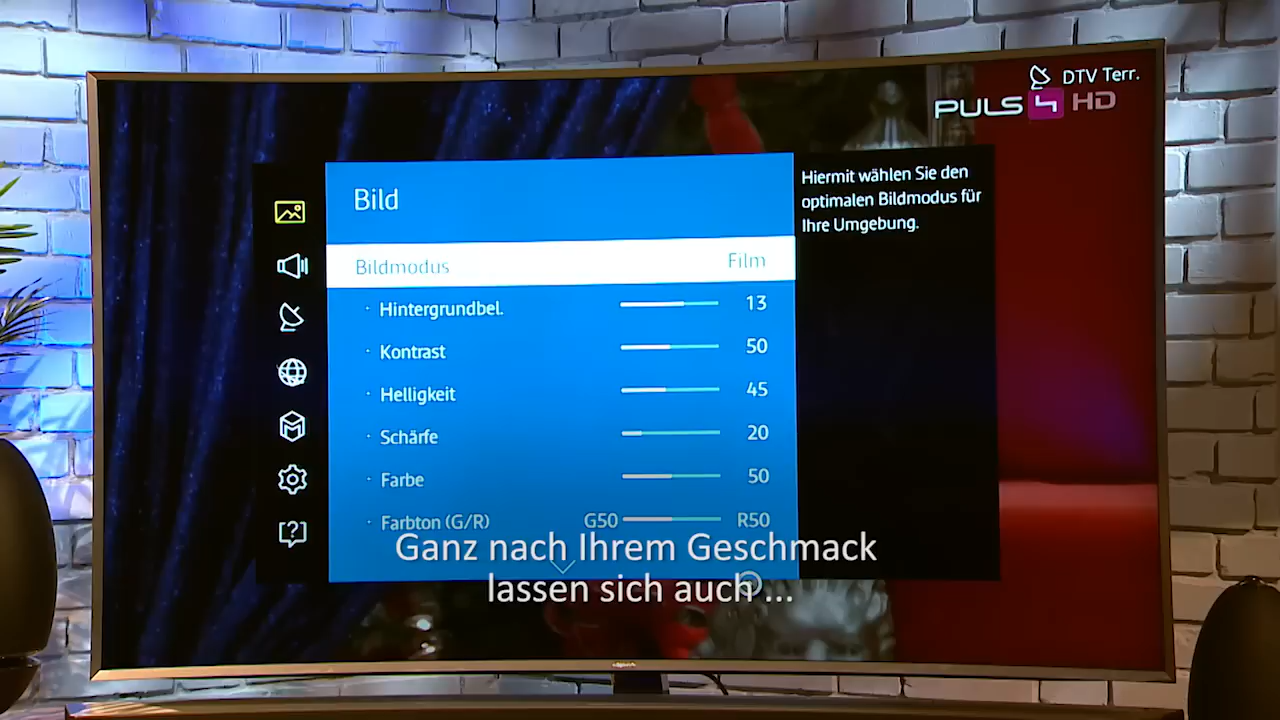 DTV Terr.
PULS 4 HD
Bild
Hiermit wählen Sie den
optimalen Bildmodus für
Ihre Umgebung.
Bildmodus Film
· Hintergrundbel. 13
· Kontrast 50
· Helligkeit 45
· Schärfe 20
· Farbe 50
· Farbton (G/R) G50 R50
Ganz nach Ihrem Geschmack
lassen sich auch ...